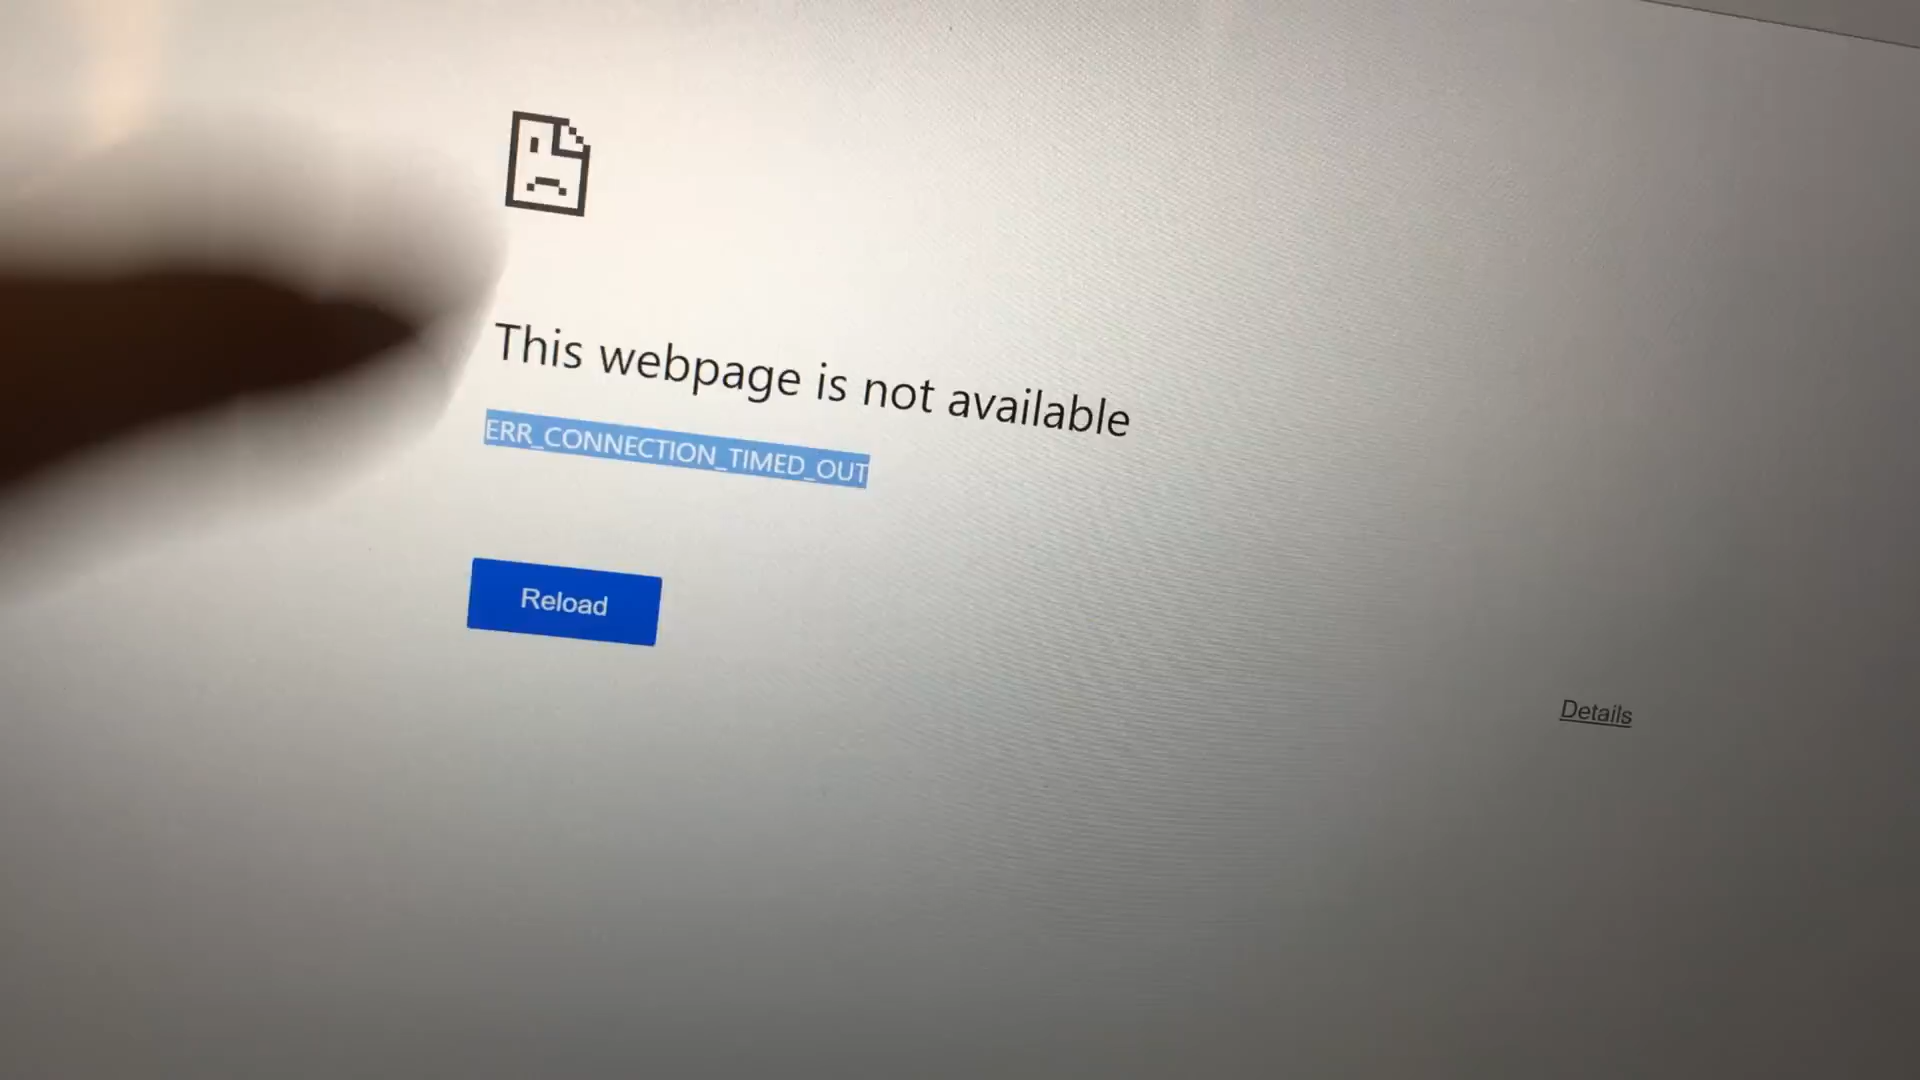 This webpage is not available
ERR_CONNECTION_TIMED_OUT
Reload
Details